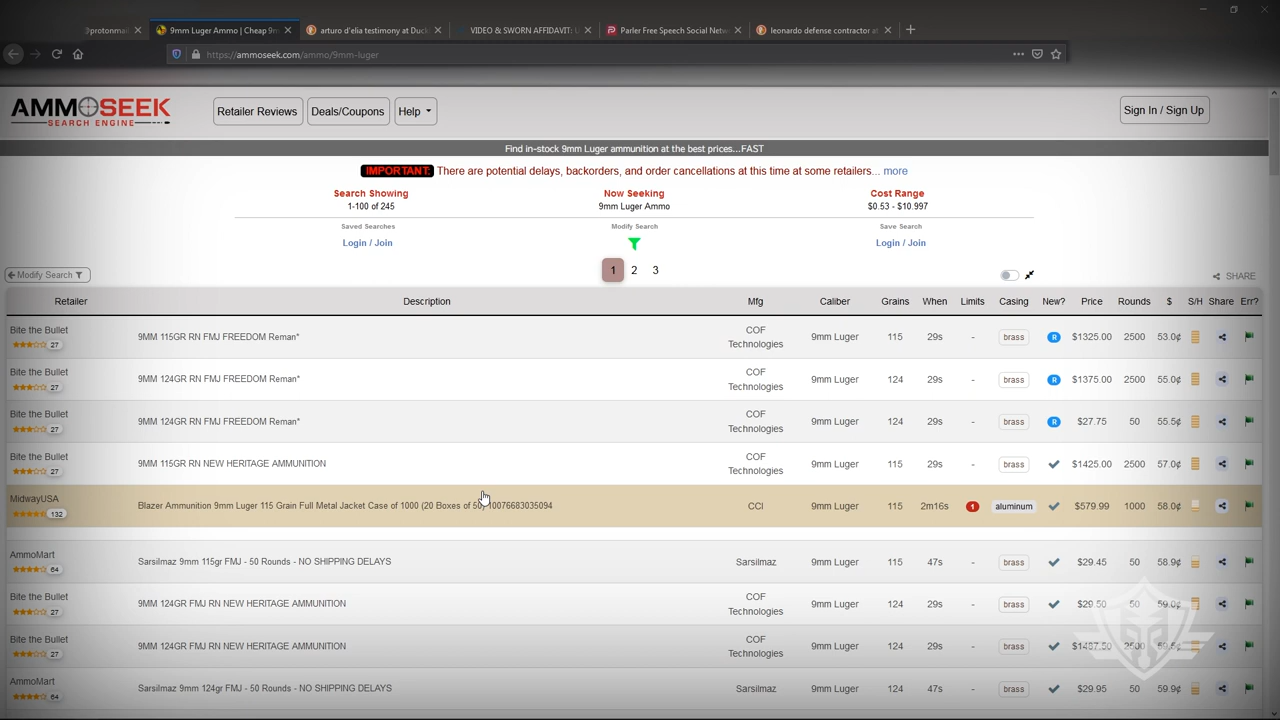 @protonmai
9mm Luger Ammo | Cheap 9m
arturo d'elia testimony at Duck
VIDEO & SWORN AFFIDAVIT: U
Parler Free Speech Social Netw
leonardo defense contractor at
https://ammoseek.com/ammo/9mm-luger
AMMOSEEK
SEARCH ENGINE
Retailer Reviews
Deals/Coupons
Help
Sign In / Sign Up
Find in-stock 9mm Luger ammunition at the best prices...FAST
IMPORTANT: There are potential delays, backorders, and order cancellations at this time at some retailers... more
Search Showing
1-100 of 245
Now Seeking
9mm Luger Ammo
Cost Range
$0.53 - $10.997
Saved Searches
Login / Join
Modify Search
Save Search
Login / Join
1 2 3
Modify Search
SHARE
Retailer Description Mfg Caliber Grains When Limits Casing New? Price Rounds $ S/H Share Err?
Bite the Bullet 27 9MM 115GR RN FMJ FREEDOM Reman* COF Technologies 9mm Luger 115 29s - brass R $1325.00 2500 53.0¢
Bite the Bullet 27 9MM 124GR RN FMJ FREEDOM Reman* COF Technologies 9mm Luger 124 29s - brass R $1375.00 2500 55.0¢
Bite the Bullet 27 9MM 124GR RN FMJ FREEDOM Reman* COF Technologies 9mm Luger 124 29s - brass R $27.75 50 55.5¢
Bite the Bullet 27 9MM 115GR RN NEW HERITAGE AMMUNITION COF Technologies 9mm Luger 115 29s - brass $1425.00 2500 57.0¢
MidwayUSA 132 Blazer Ammunition 9mm Luger 115 Grain Full Metal Jacket Case of 1000 (20 Boxes of 50) 10076683035094 CCI 9mm Luger 115 2m16s 1 aluminum $579.99 1000 58.0¢
AmmoMart 64 Sarsilmaz 9mm 115gr FMJ - 50 Rounds - NO SHIPPING DELAYS Sarsilmaz 9mm Luger 115 47s - brass $29.45 50 58.9¢
Bite the Bullet 27 9MM 124GR FMJ RN NEW HERITAGE AMMUNITION COF Technologies 9mm Luger 124 29s - brass $29.50 50 59.0¢
Bite the Bullet 27 9MM 124GR FMJ RN NEW HERITAGE AMMUNITION COF Technologies 9mm Luger 124 29s - brass $1487.50 2500 59.5¢
AmmoMart 64 Sarsilmaz 9mm 124gr FMJ - 50 Rounds - NO SHIPPING DELAYS Sarsilmaz 9mm Luger 124 47s - brass $29.95 50 59.9¢